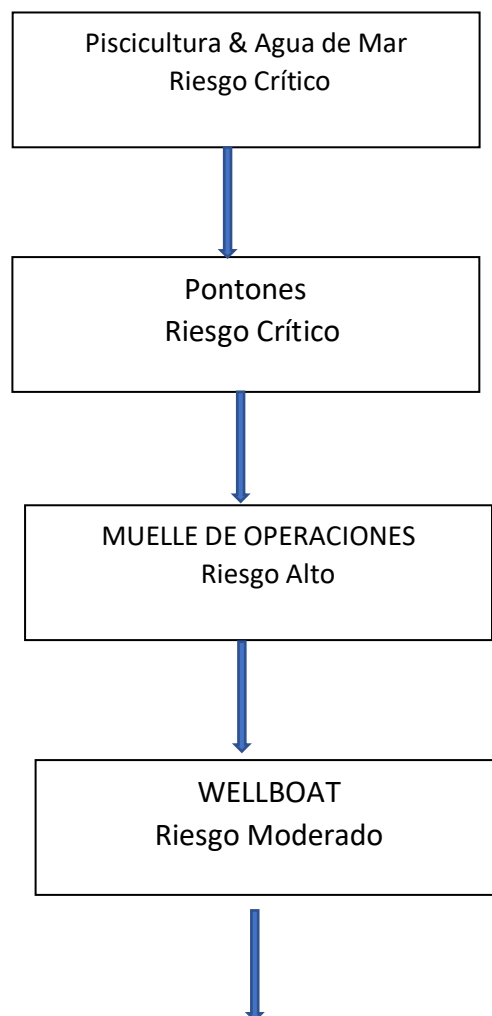 Piscicultura & Agua de Mar
Riesgo Crítico
Pontones
Riesgo Crítico
MUELLE DE OPERACIONES
Riesgo Alto
WELLBOAT
Riesgo Moderado